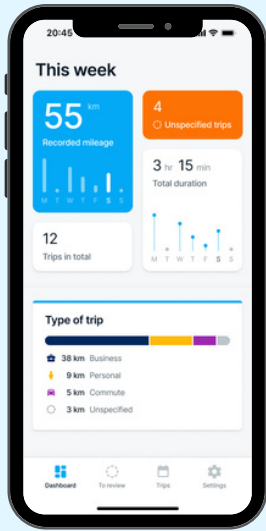 20:45
This week
55 km
Recorded mileage
M T W T F S S
4
Unspecified trips
3 hr 15 min
Total duration
M T W T F S S
12
Trips in total
Type of trip
38 km Business
9 km Personal
5 km Commute
3 km Unspecified
Dashboard To review Trips Settings